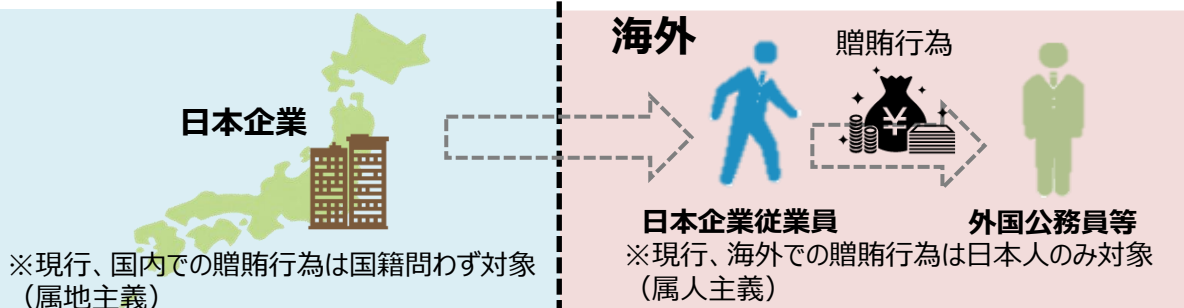 日本企業
※現行、国内での贈賄行為は国籍問わず対象
（属地主義）
海外
贈賄行為
¥
日本企業従業員
外国公務員等
※現行、海外での贈賄行為は日本人のみ対象
（属人主義）